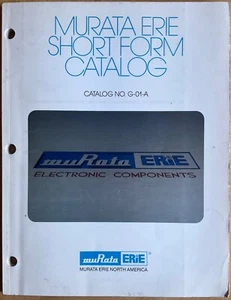 MURATA ERIE
SHORT FORM
CATALOG
CATALOG NO. G-01-A
muRata ERIE
ELECTRONIC COMPONENTS
muRata ERIE ®
MURATA ERIE NORTH AMERICA